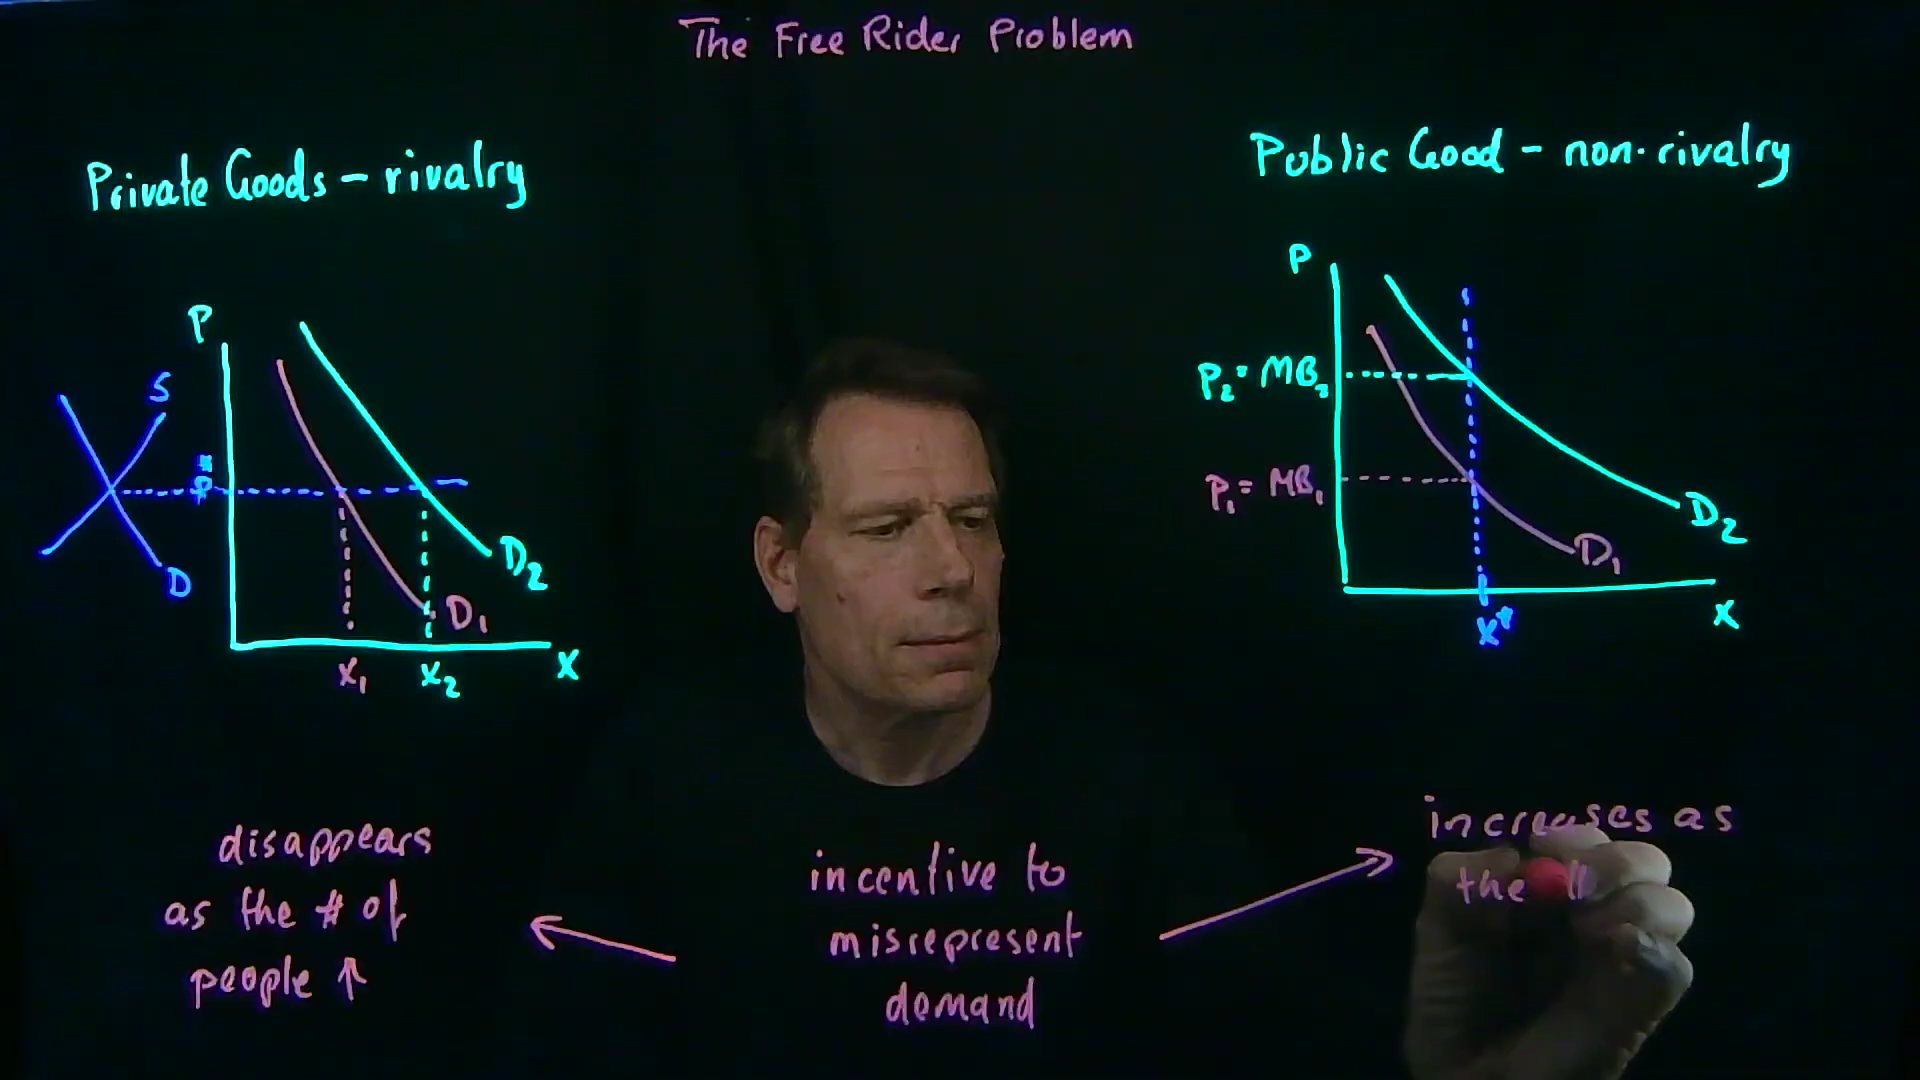 The Free Rider Problem
Private Goods - rivalry
P
S
P*
D
D2
D1
x1
x2
x
Public Good - non-rivalry
P
P2 = MB2
P1 = MB1
D2
D1
x*
x
disappears
as the # of
people ↑
incentive to
misrepresent
demand
increases as
the